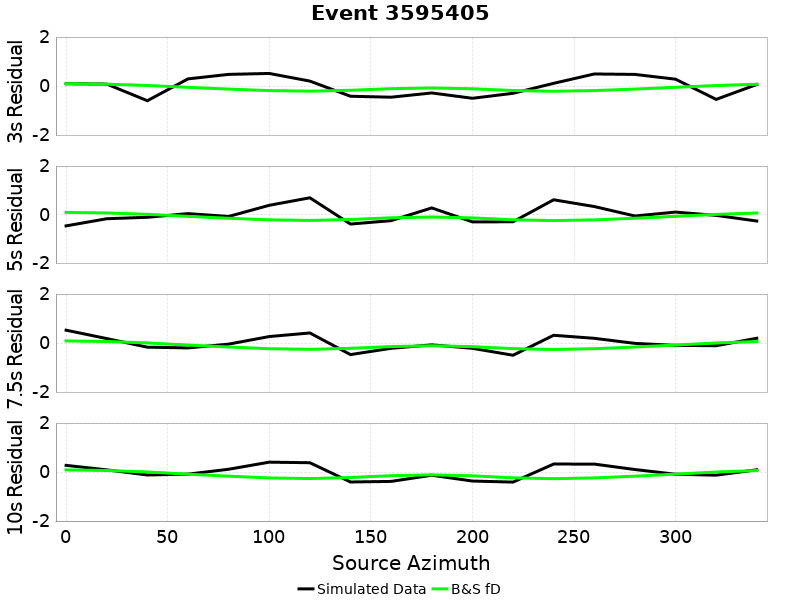 Event 3595405
3s Residual
2
0
-2
5s Residual
2
0
-2
7.5s Residual
2
0
-2
10s Residual
2
0
-2
0 50 100 150 200 250 300
Source Azimuth
Simulated Data B&S fD